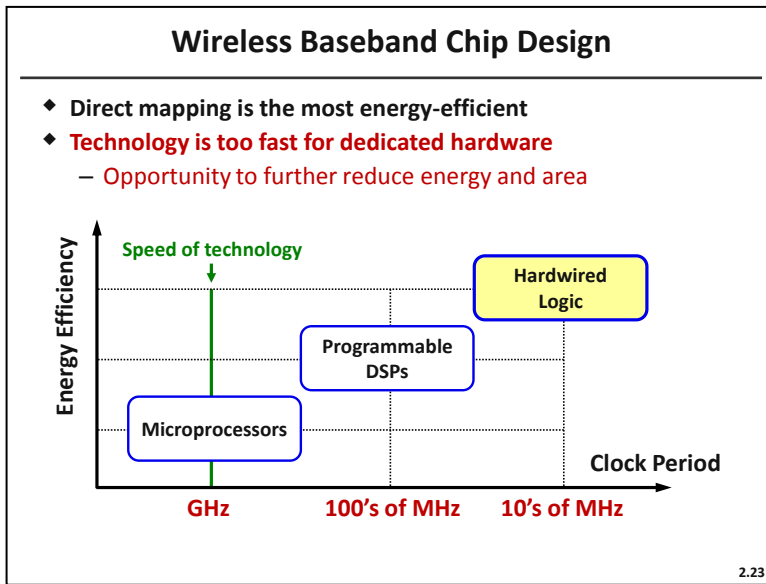 Wireless Baseband Chip Design
◆ Direct mapping is the most energy-efficient
◆ Technology is too fast for dedicated hardware
– Opportunity to further reduce energy and area
Energy Efficiency
Speed of technology
Hardwired
Logic
Programmable
DSPs
Microprocessors
Clock Period
GHz
100's of MHz
10's of MHz
2.23